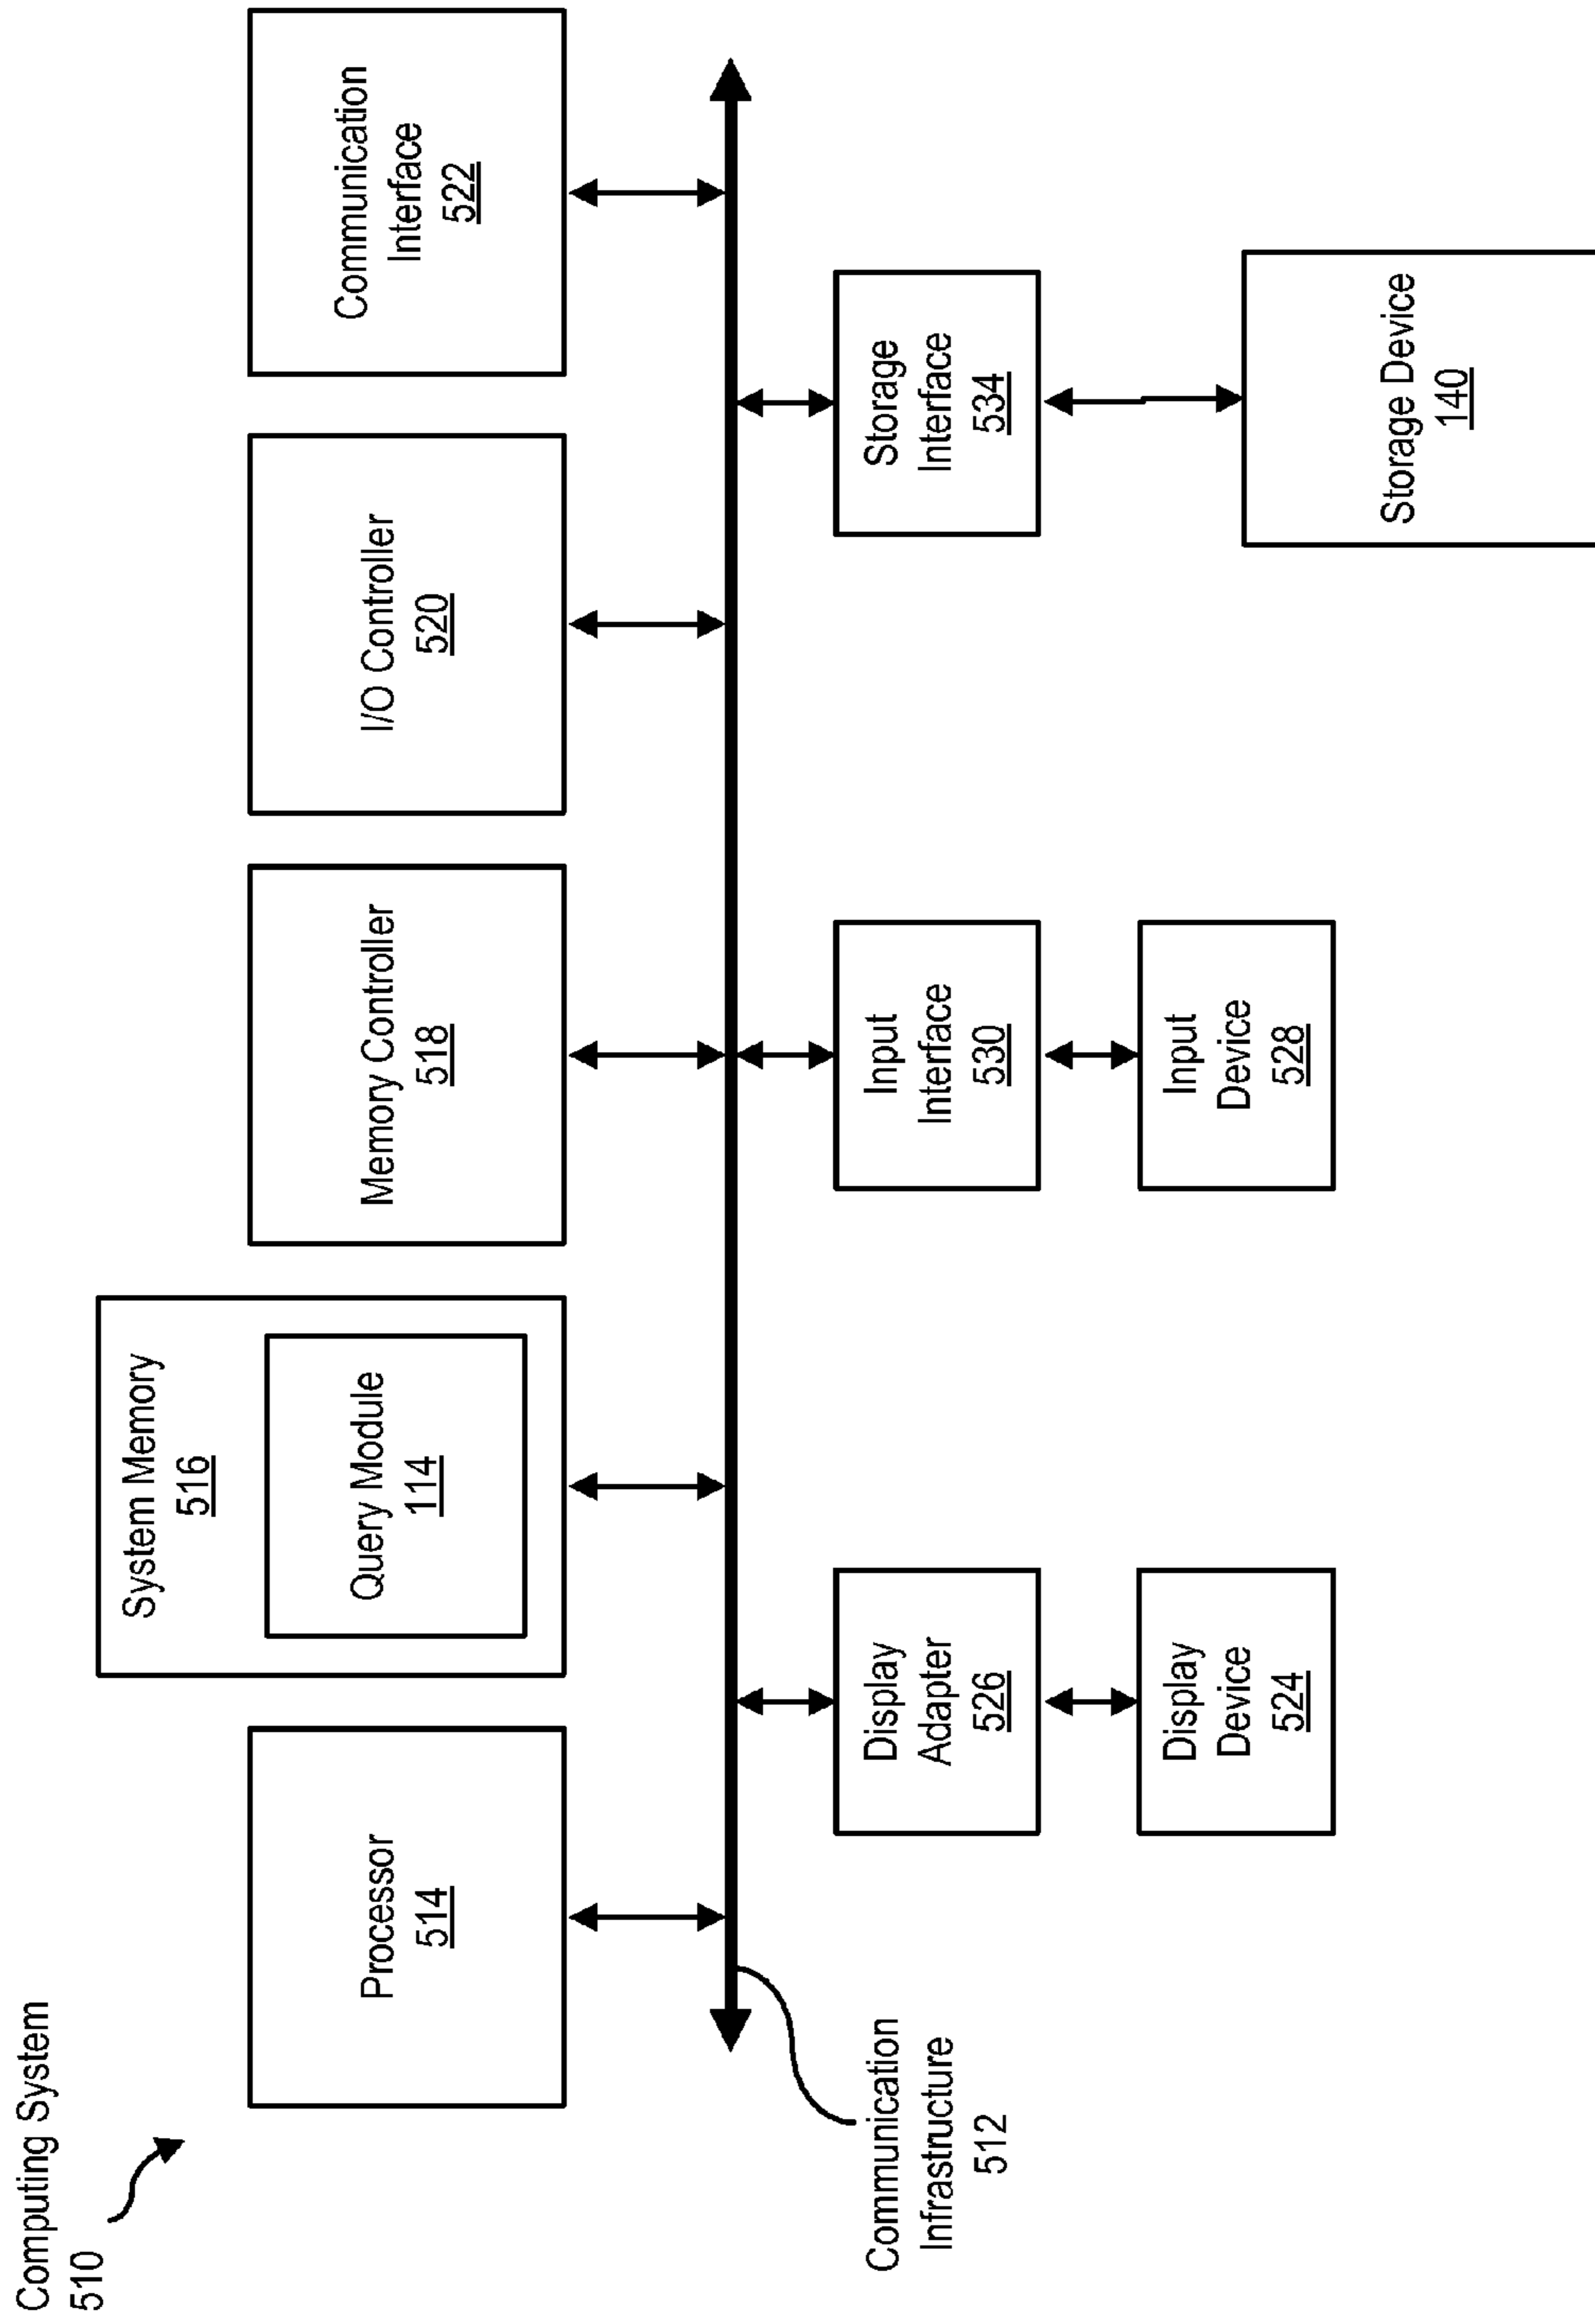 Computing System
510
Processor
514
System Memory
516
Query Module
114
Memory Controller
518
I/O Controller
520
Communication
Interface
522
Communication
Infrastructure
512
Display
Adapter
526
Input
Interface
530
Storage
Interface
534
Display
Device
524
Input
Device
528
Storage Device
140